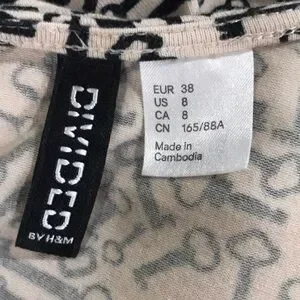 DIVIDED
BY H&M
EUR 38
US 8
CA 8
CN 165/88A
Made in
Cambodia